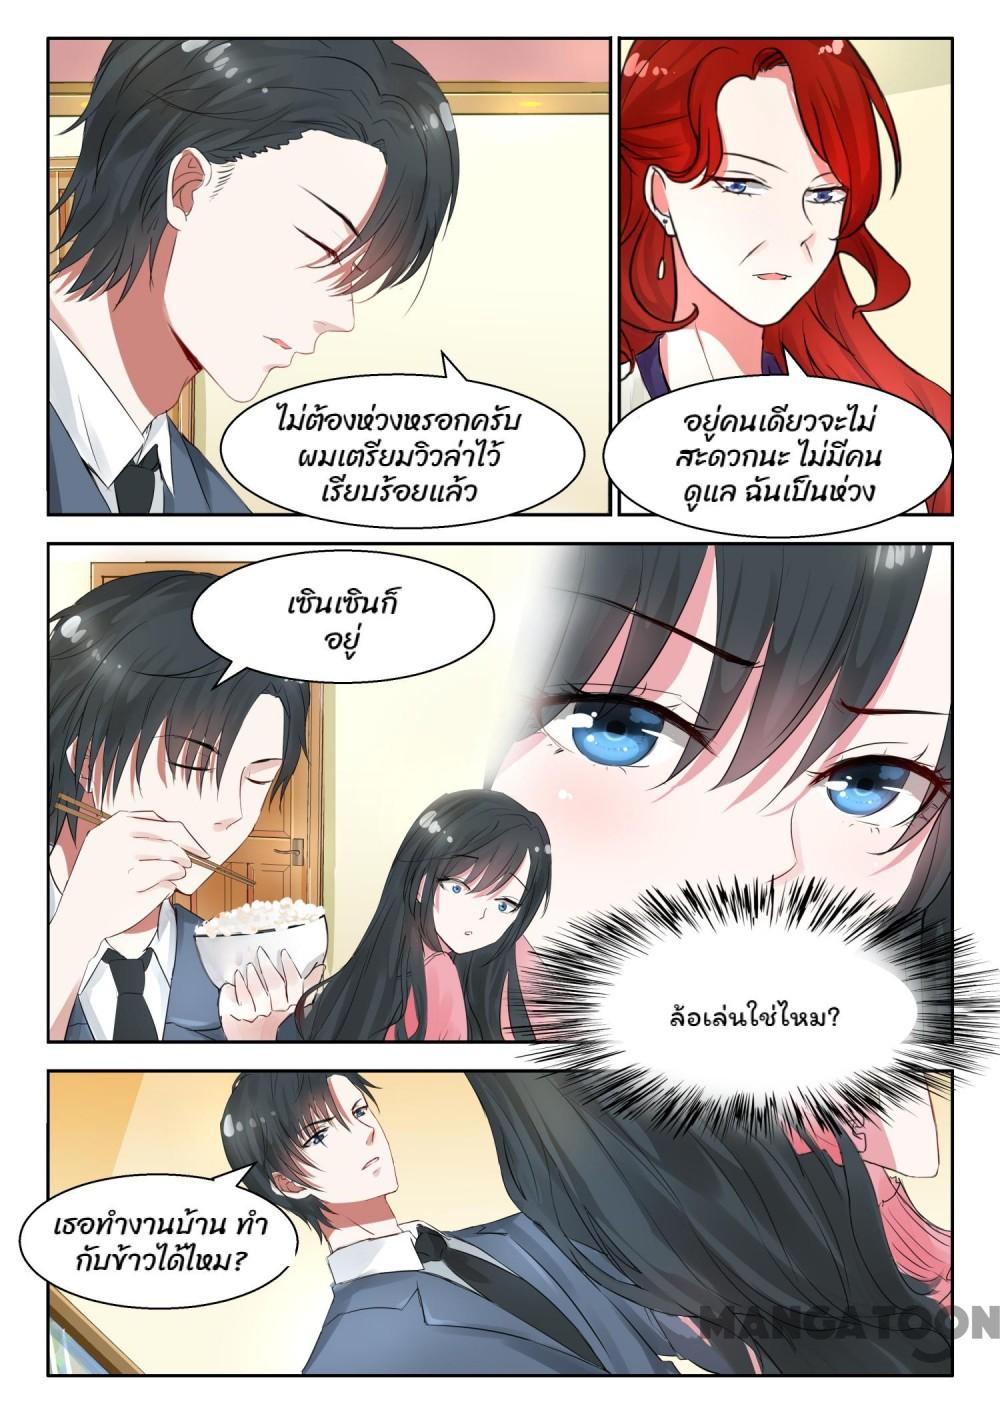 ไม่ต้องห่วงหรอกครับ
ผมเตรียมวิวล่าไว้
เรียบร้อยแล้ว
อยู่คนเดียวจะไม่
สะดวกนะ ไม่มีคน
ดูแล ฉันเป็นห่วง
เซินเซินก็
อยู่
ล้อเล่นใช่ไหม?
เธอทำงานบ้าน ทำ
กับข้าวได้ไหม?
MANGATOON